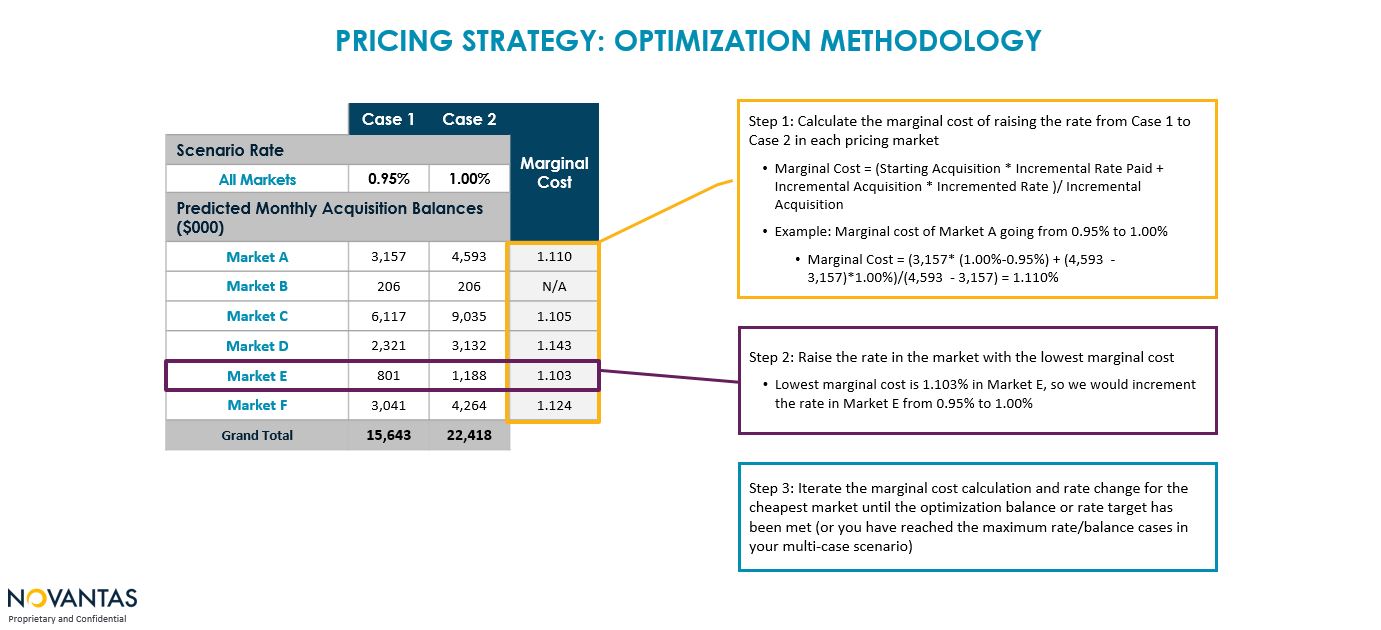 PRICING STRATEGY: OPTIMIZATION METHODOLOGY
Case 1 Case 2 Marginal Cost
Scenario Rate
All Markets 0.95% 1.00%
Predicted Monthly Acquisition Balances
($000)
Market A 3,157 4,593 1.110
Market B 206 206 N/A
Market C 6,117 9,035 1.105
Market D 2,321 3,132 1.143
Market E 801 1,188 1.103
Market F 3,041 4,264 1.124
Grand Total 15,643 22,418
Step 1: Calculate the marginal cost of raising the rate from Case 1 to
Case 2 in each pricing market
• Marginal Cost = (Starting Acquisition * Incremental Rate Paid +
Incremental Acquisition * Incremented Rate )/ Incremental
Acquisition
• Example: Marginal cost of Market A going from 0.95% to 1.00%
• Marginal Cost = (3,157* (1.00%-0.95%) + (4,593 -
3,157)*1.00%)/(4,593 - 3,157) = 1.110%
Step 2: Raise the rate in the market with the lowest marginal cost
• Lowest marginal cost is 1.103% in Market E, so we would increment
the rate in Market E from 0.95% to 1.00%
Step 3: Iterate the marginal cost calculation and rate change for the
cheapest market until the optimization balance or rate target has
been met (or you have reached the maximum rate/balance cases in
your multi-case scenario)
NOVANTAS
Proprietary and Confidential